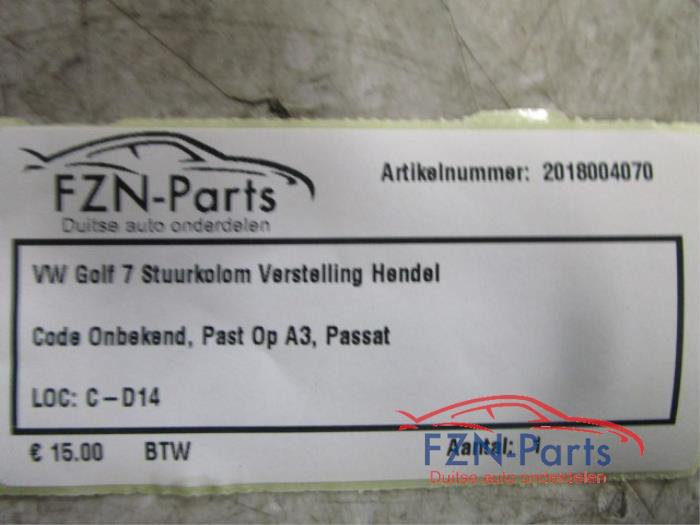 FZN-Parts
Duitse auto onderdelen
Artikelnummer: 2018004070
VW Golf 7 Stuurkolom Verstelling Hendel
Code Onbekend, Past Op A3, Passat
LOC: C-D14
€ 15.00 BTW Aantal: 1
FZN-Parts
Duitse auto onderdelen